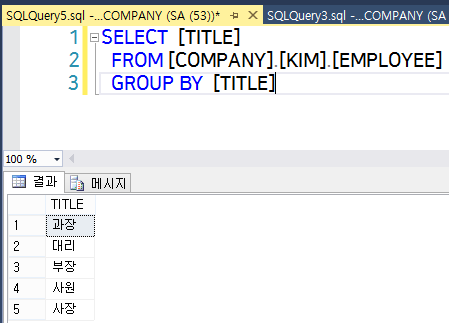 SQLQuery5.sql -...COMPANY (SA (53))* SQLQuery3.sql -...COMPANY (SA
1 SELECT [TITLE]
2 FROM [COMPANY].[KIM].[EMPLOYEE]
3 GROUP BY [TITLE]
100 %
결과 메시지
TITLE
1 과장
2 대리
3 부장
4 사원
5 사장